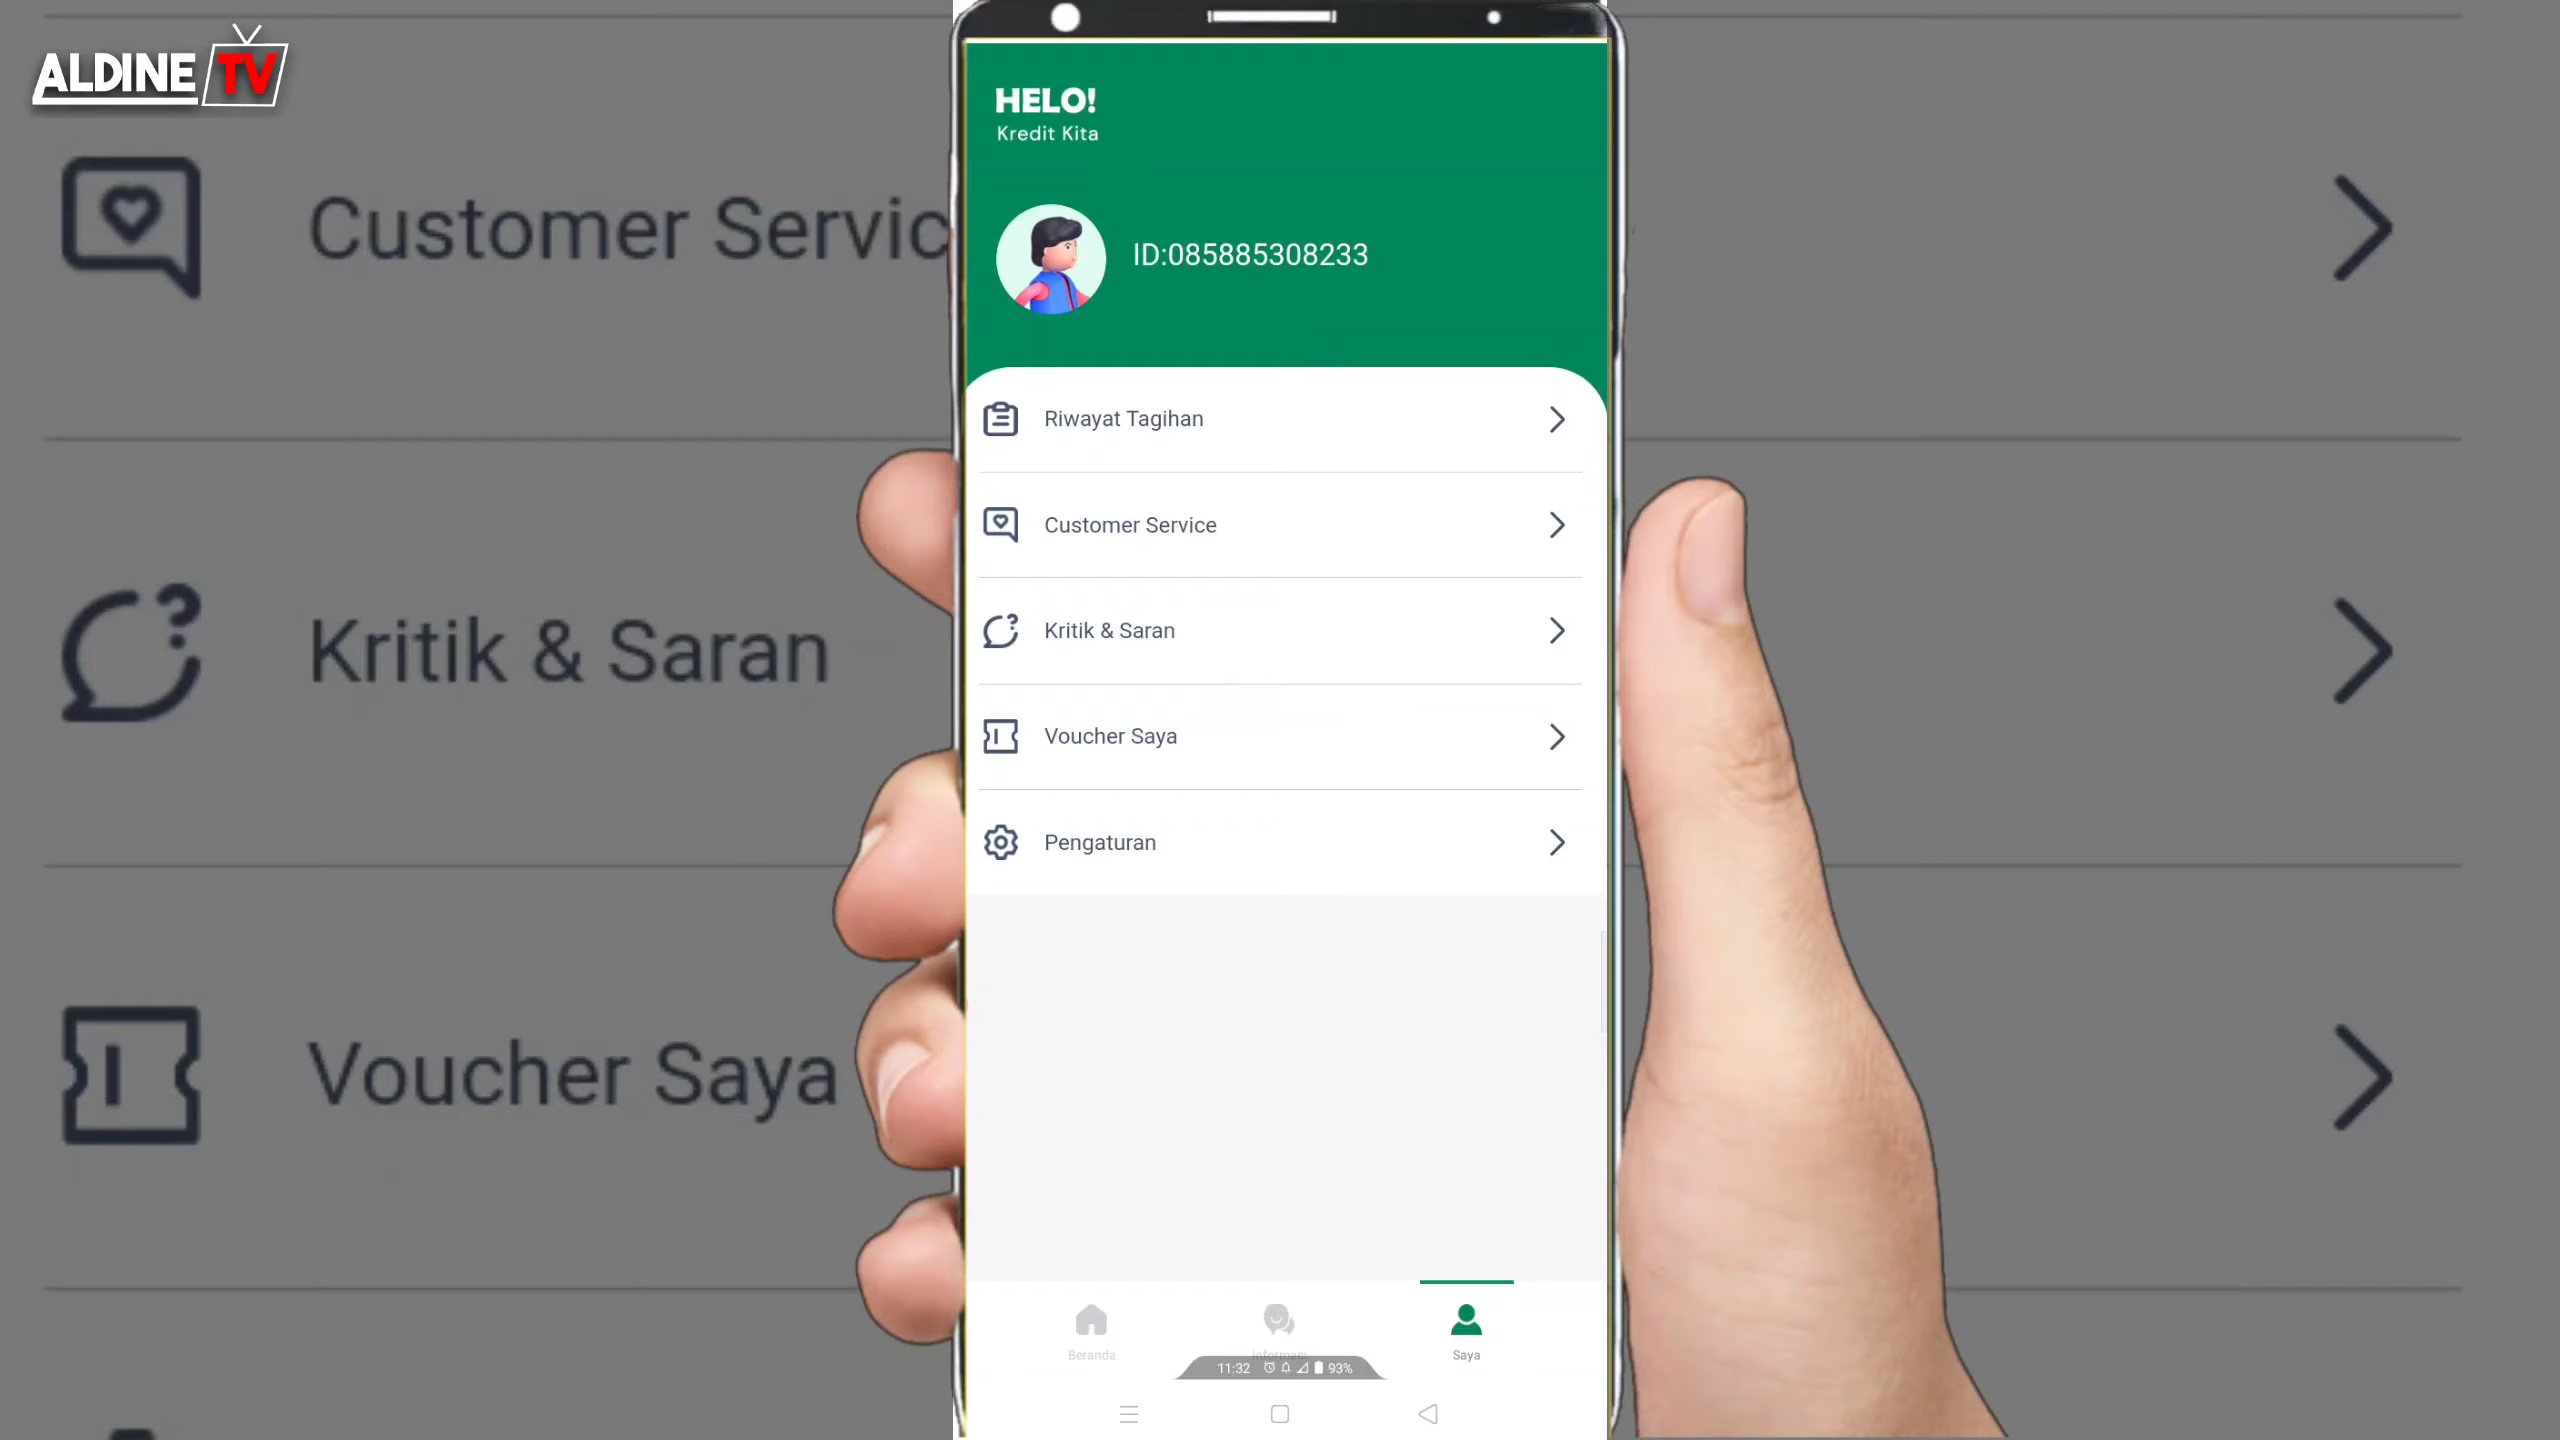 ALDINE TV
HELO!
Kredit Kita
ID:085885308233
Riwayat Tagihan
Customer Service
Kritik & Saran
Voucher Saya
Pengaturan
Beranda
Informasi
Saya
11:32
93%
Customer Servic
Kritik & Saran
Voucher Saya